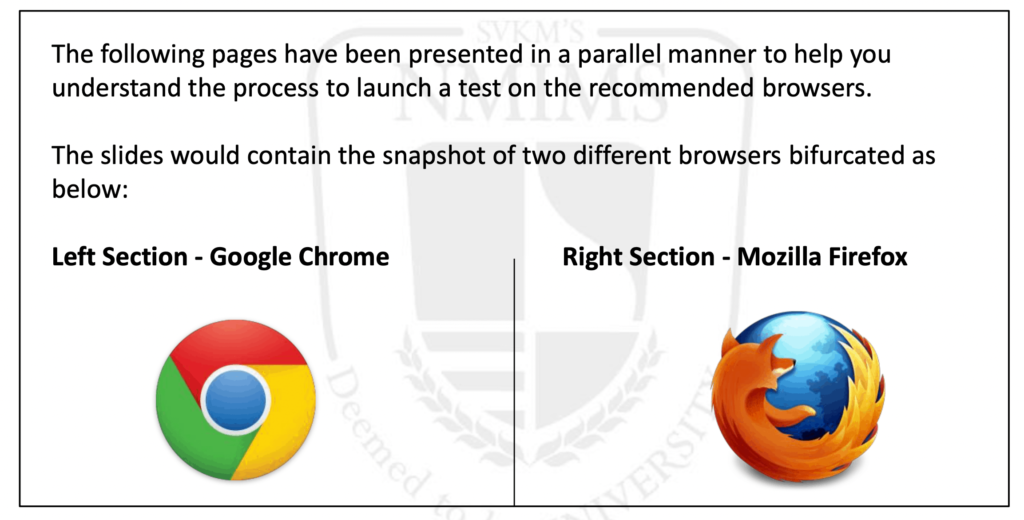 SVKM'S
NMIMS
The following pages have been presented in a parallel manner to help you
understand the process to launch a test on the recommended browsers.
The slides would contain the snapshot of two different browsers bifurcated as
below:
Left Section - Google Chrome
Right Section - Mozilla Firefox
Deemed to be UNIVERSITY